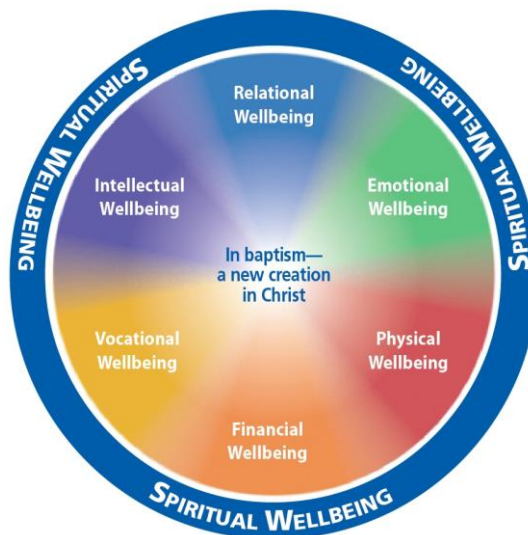 SPIRITUAL WELLBEING
SPIRITUAL WELLBEING
Relational
Wellbeing
Intellectual
Wellbeing
Emotional
Wellbeing
In baptism—
a new creation
in Christ
Vocational
Wellbeing
Physical
Wellbeing
Financial
Wellbeing
SPIRITUAL WELLBEING